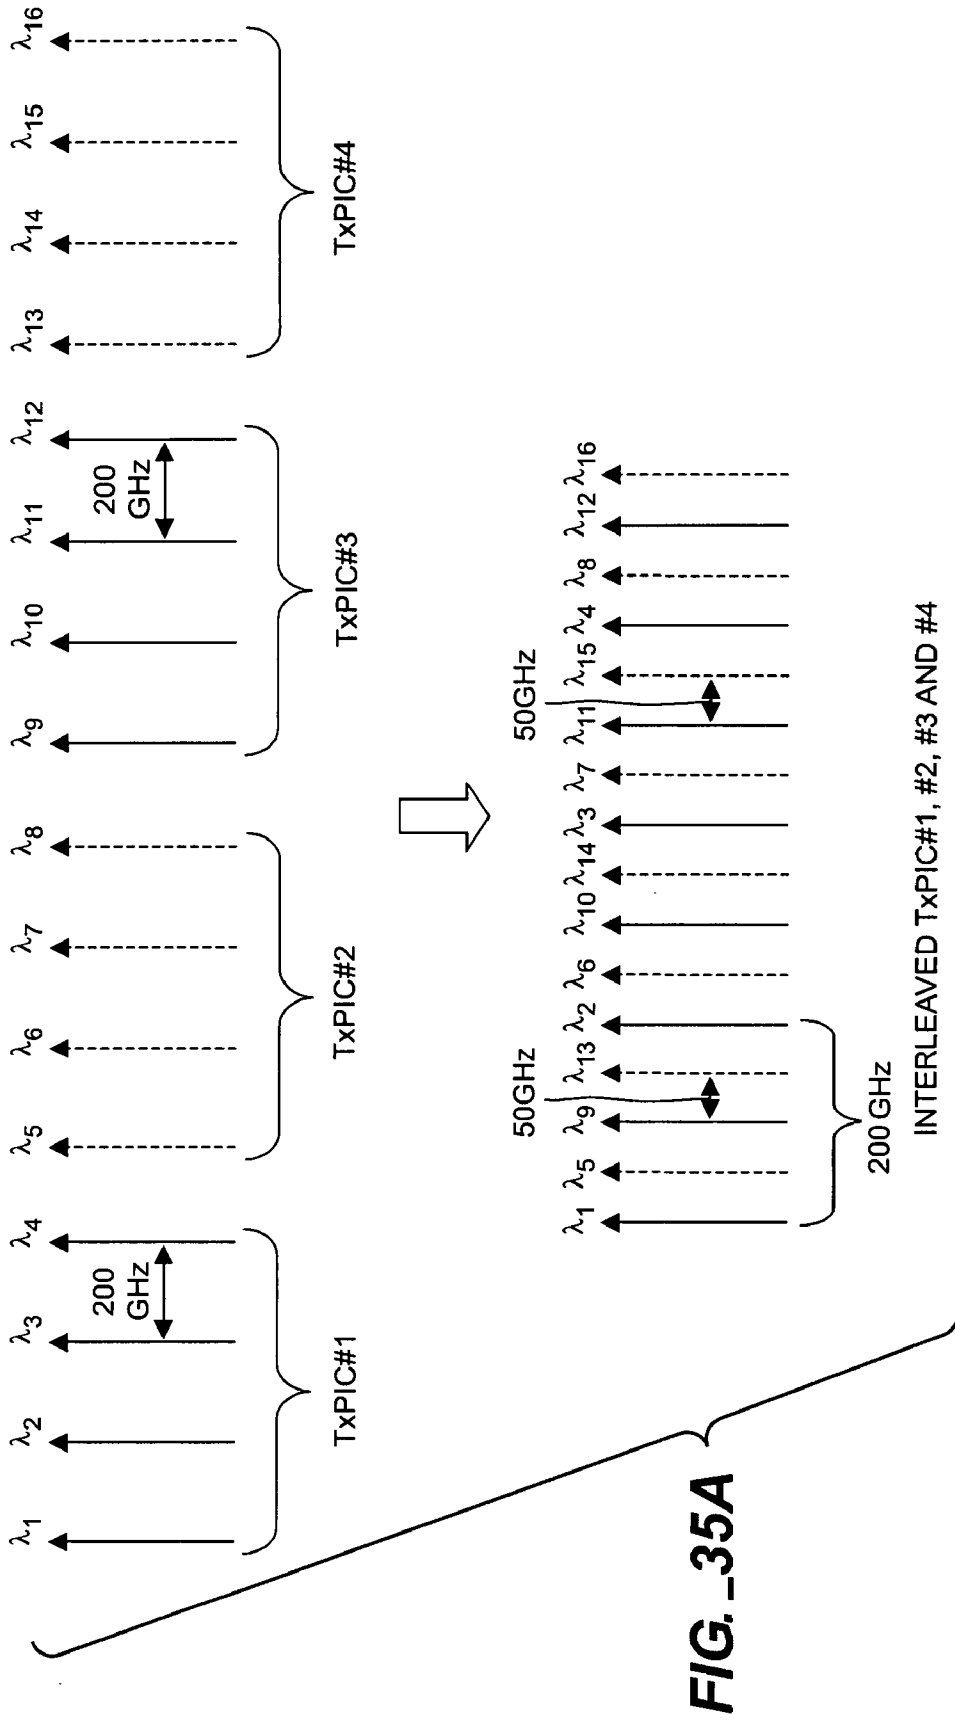 λ1 λ2 λ3 λ4 λ5 λ6 λ7 λ8 λ9 λ10 λ11 λ12 λ13 λ14 λ15 λ16
200
GHz
200
GHz
TxPIC#1 TxPIC#2 TxPIC#3 TxPIC#4
50GHz 50GHz
λ1 λ5 λ9 λ13 λ2 λ6 λ10 λ14 λ3 λ7 λ11 λ15 λ4 λ8 λ12 λ16
200 GHz
INTERLEAVED TxPIC#1, #2, #3 AND #4
FIG._35A